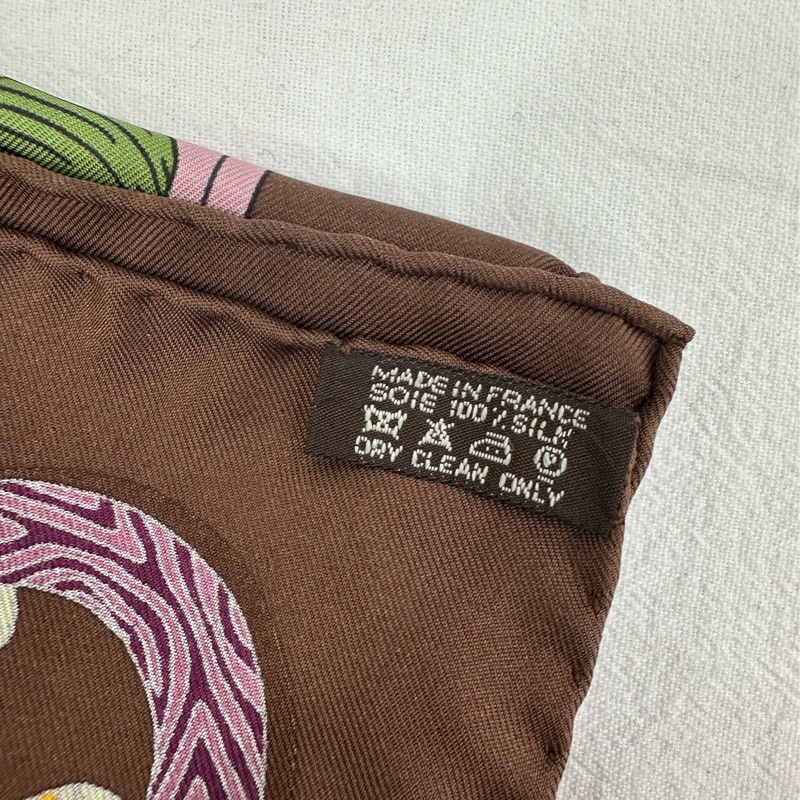 MADE IN FRANCE
SOIE 100% SILK
DRY CLEAN ONLY